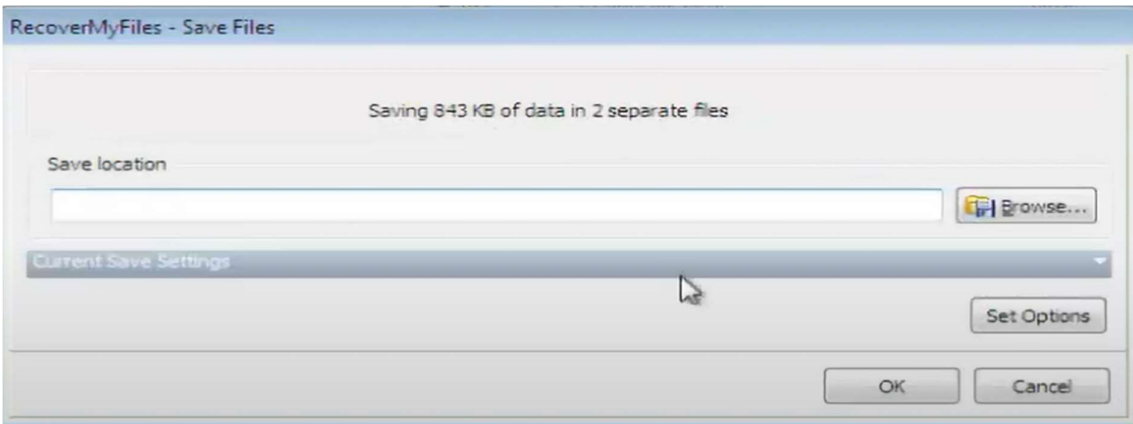 RecoverMyFiles - Save Files
Saving 843 KB of data in 2 separate files
Save location
Browse...
Current Save Settings
Set Options
OK Cancel